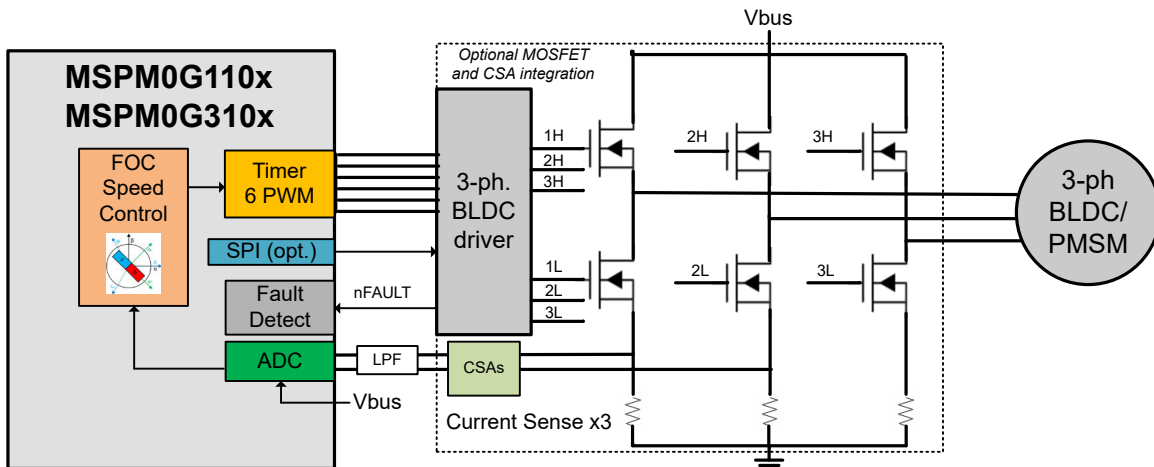 Vbus
Optional MOSFET
and CSA integration
MSPM0G110x
MSPM0G310x
FOC
Speed
Control
Timer
6 PWM
SPI (opt.)
Fault
Detect
nFAULT
ADC
LPF
CSAs
Vbus
Current Sense x3
3-ph.
BLDC
driver
1H
2H
3H
1L
2L
3L
2H
3H
2L
3L
3-ph
BLDC/
PMSM